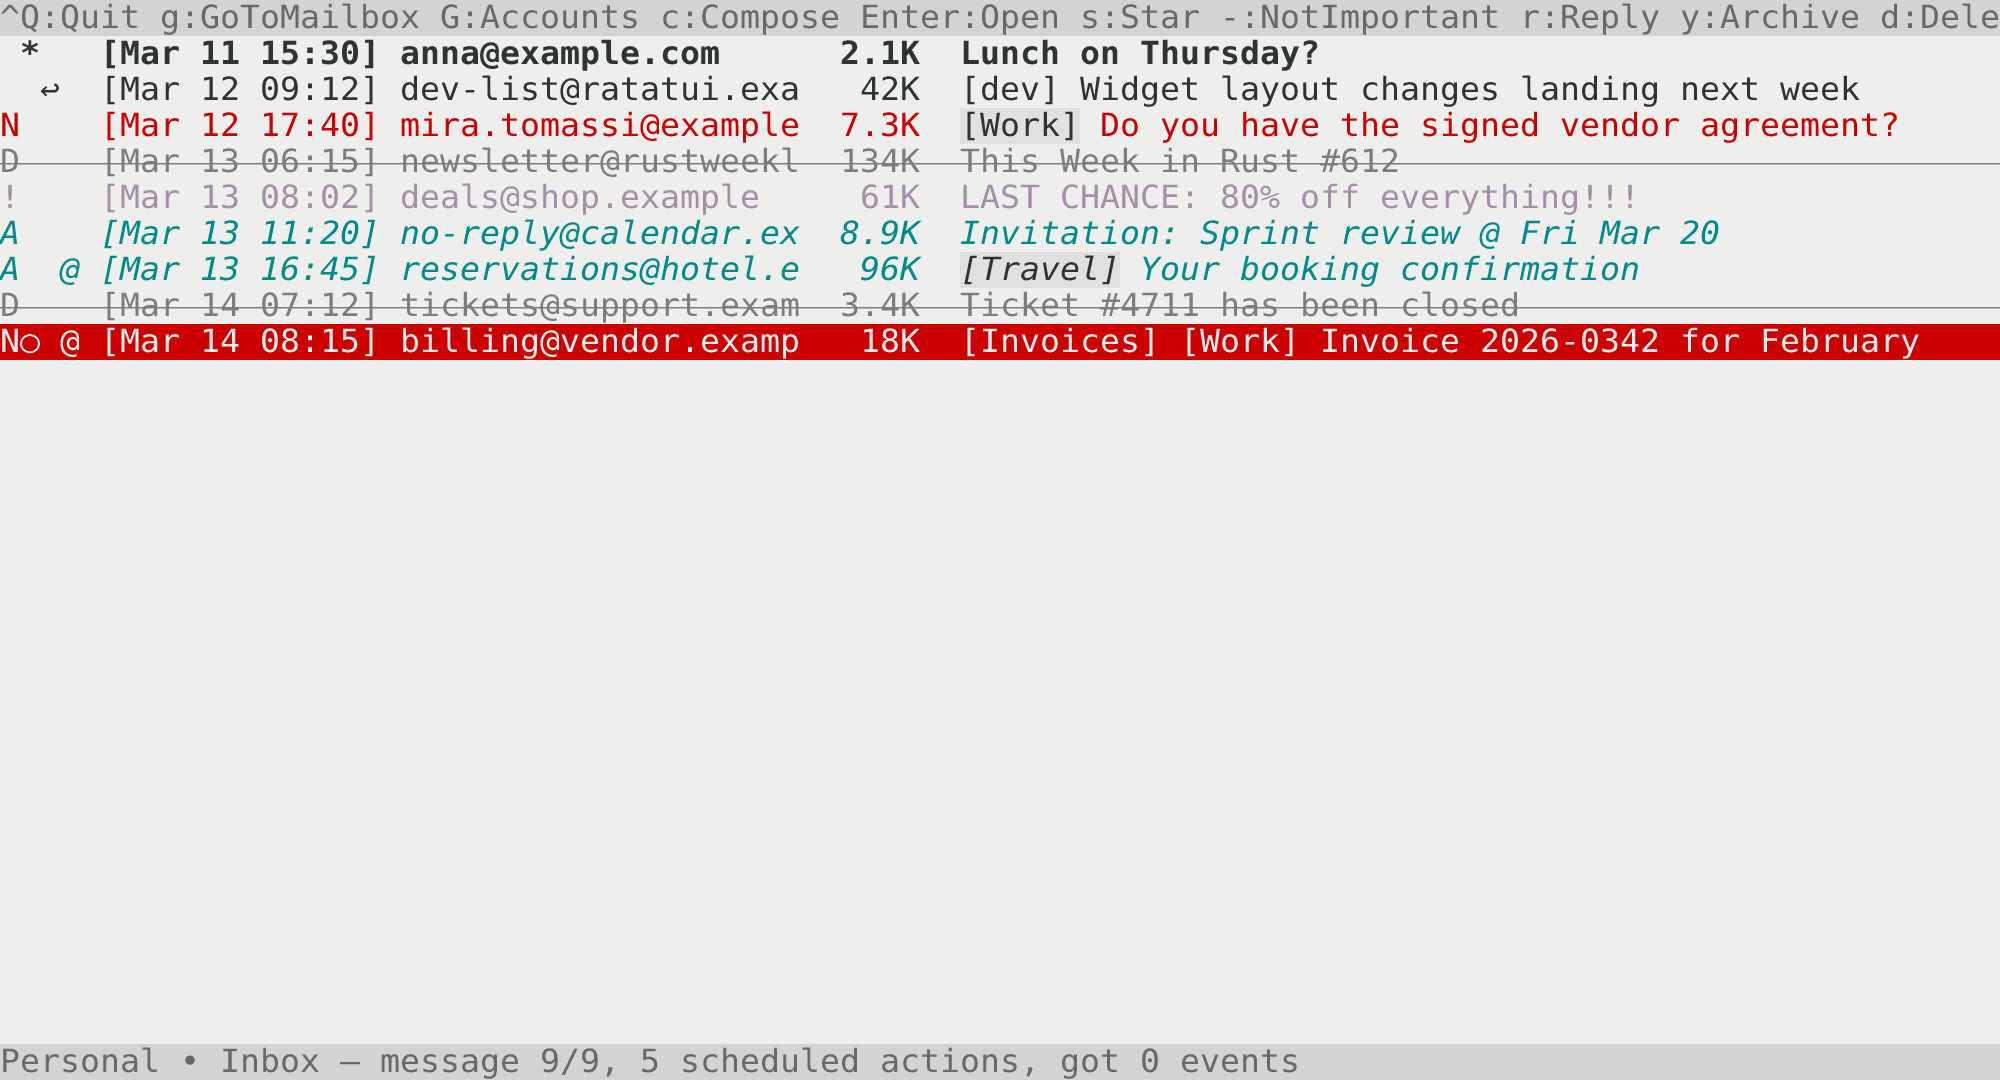 ^Q:Quit g:GoToMailbox G:Accounts c:Compose Enter:Open s:Star -:NotImportant r:Reply y:Archive d:Dele
 *   [Mar 11 15:30] anna@example.com      2.1K  Lunch on Thursday?
  ↩  [Mar 12 09:12] dev-list@ratatui.exa   42K  [dev] Widget layout changes landing next week
N    [Mar 12 17:40] mira.tomassi@example  7.3K  [Work] Do you have the signed vendor agreement?
D    [Mar 13 06:15] newsletter@rustweekl  134K  This Week in Rust #612
!    [Mar 13 08:02] deals@shop.example     61K  LAST CHANCE: 80% off everything!!!
A    [Mar 13 11:20] no-reply@calendar.ex  8.9K  Invitation: Sprint review @ Fri Mar 20
A  @ [Mar 13 16:45] reservations@hotel.e   96K  [Travel] Your booking confirmation
D    [Mar 14 07:12] tickets@support.exam  3.4K  Ticket #4711 has been closed
N○ @ [Mar 14 08:15] billing@vendor.examp   18K  [Invoices] [Work] Invoice 2026-0342 for February
Personal • Inbox — message 9/9, 5 scheduled actions, got 0 events